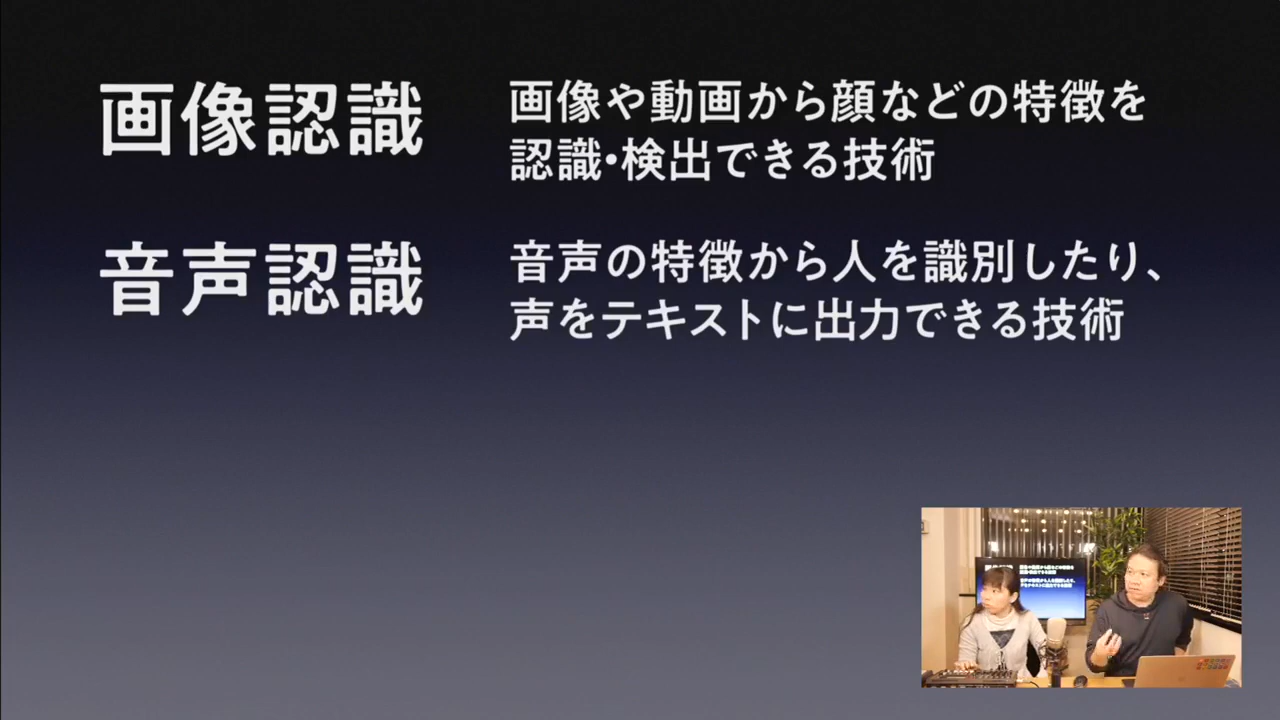 画像認識
画像や動画から顔などの特徴を
認識・検出できる技術
音声認識
音声の特徴から人を識別したり、
声をテキストに出力できる技術